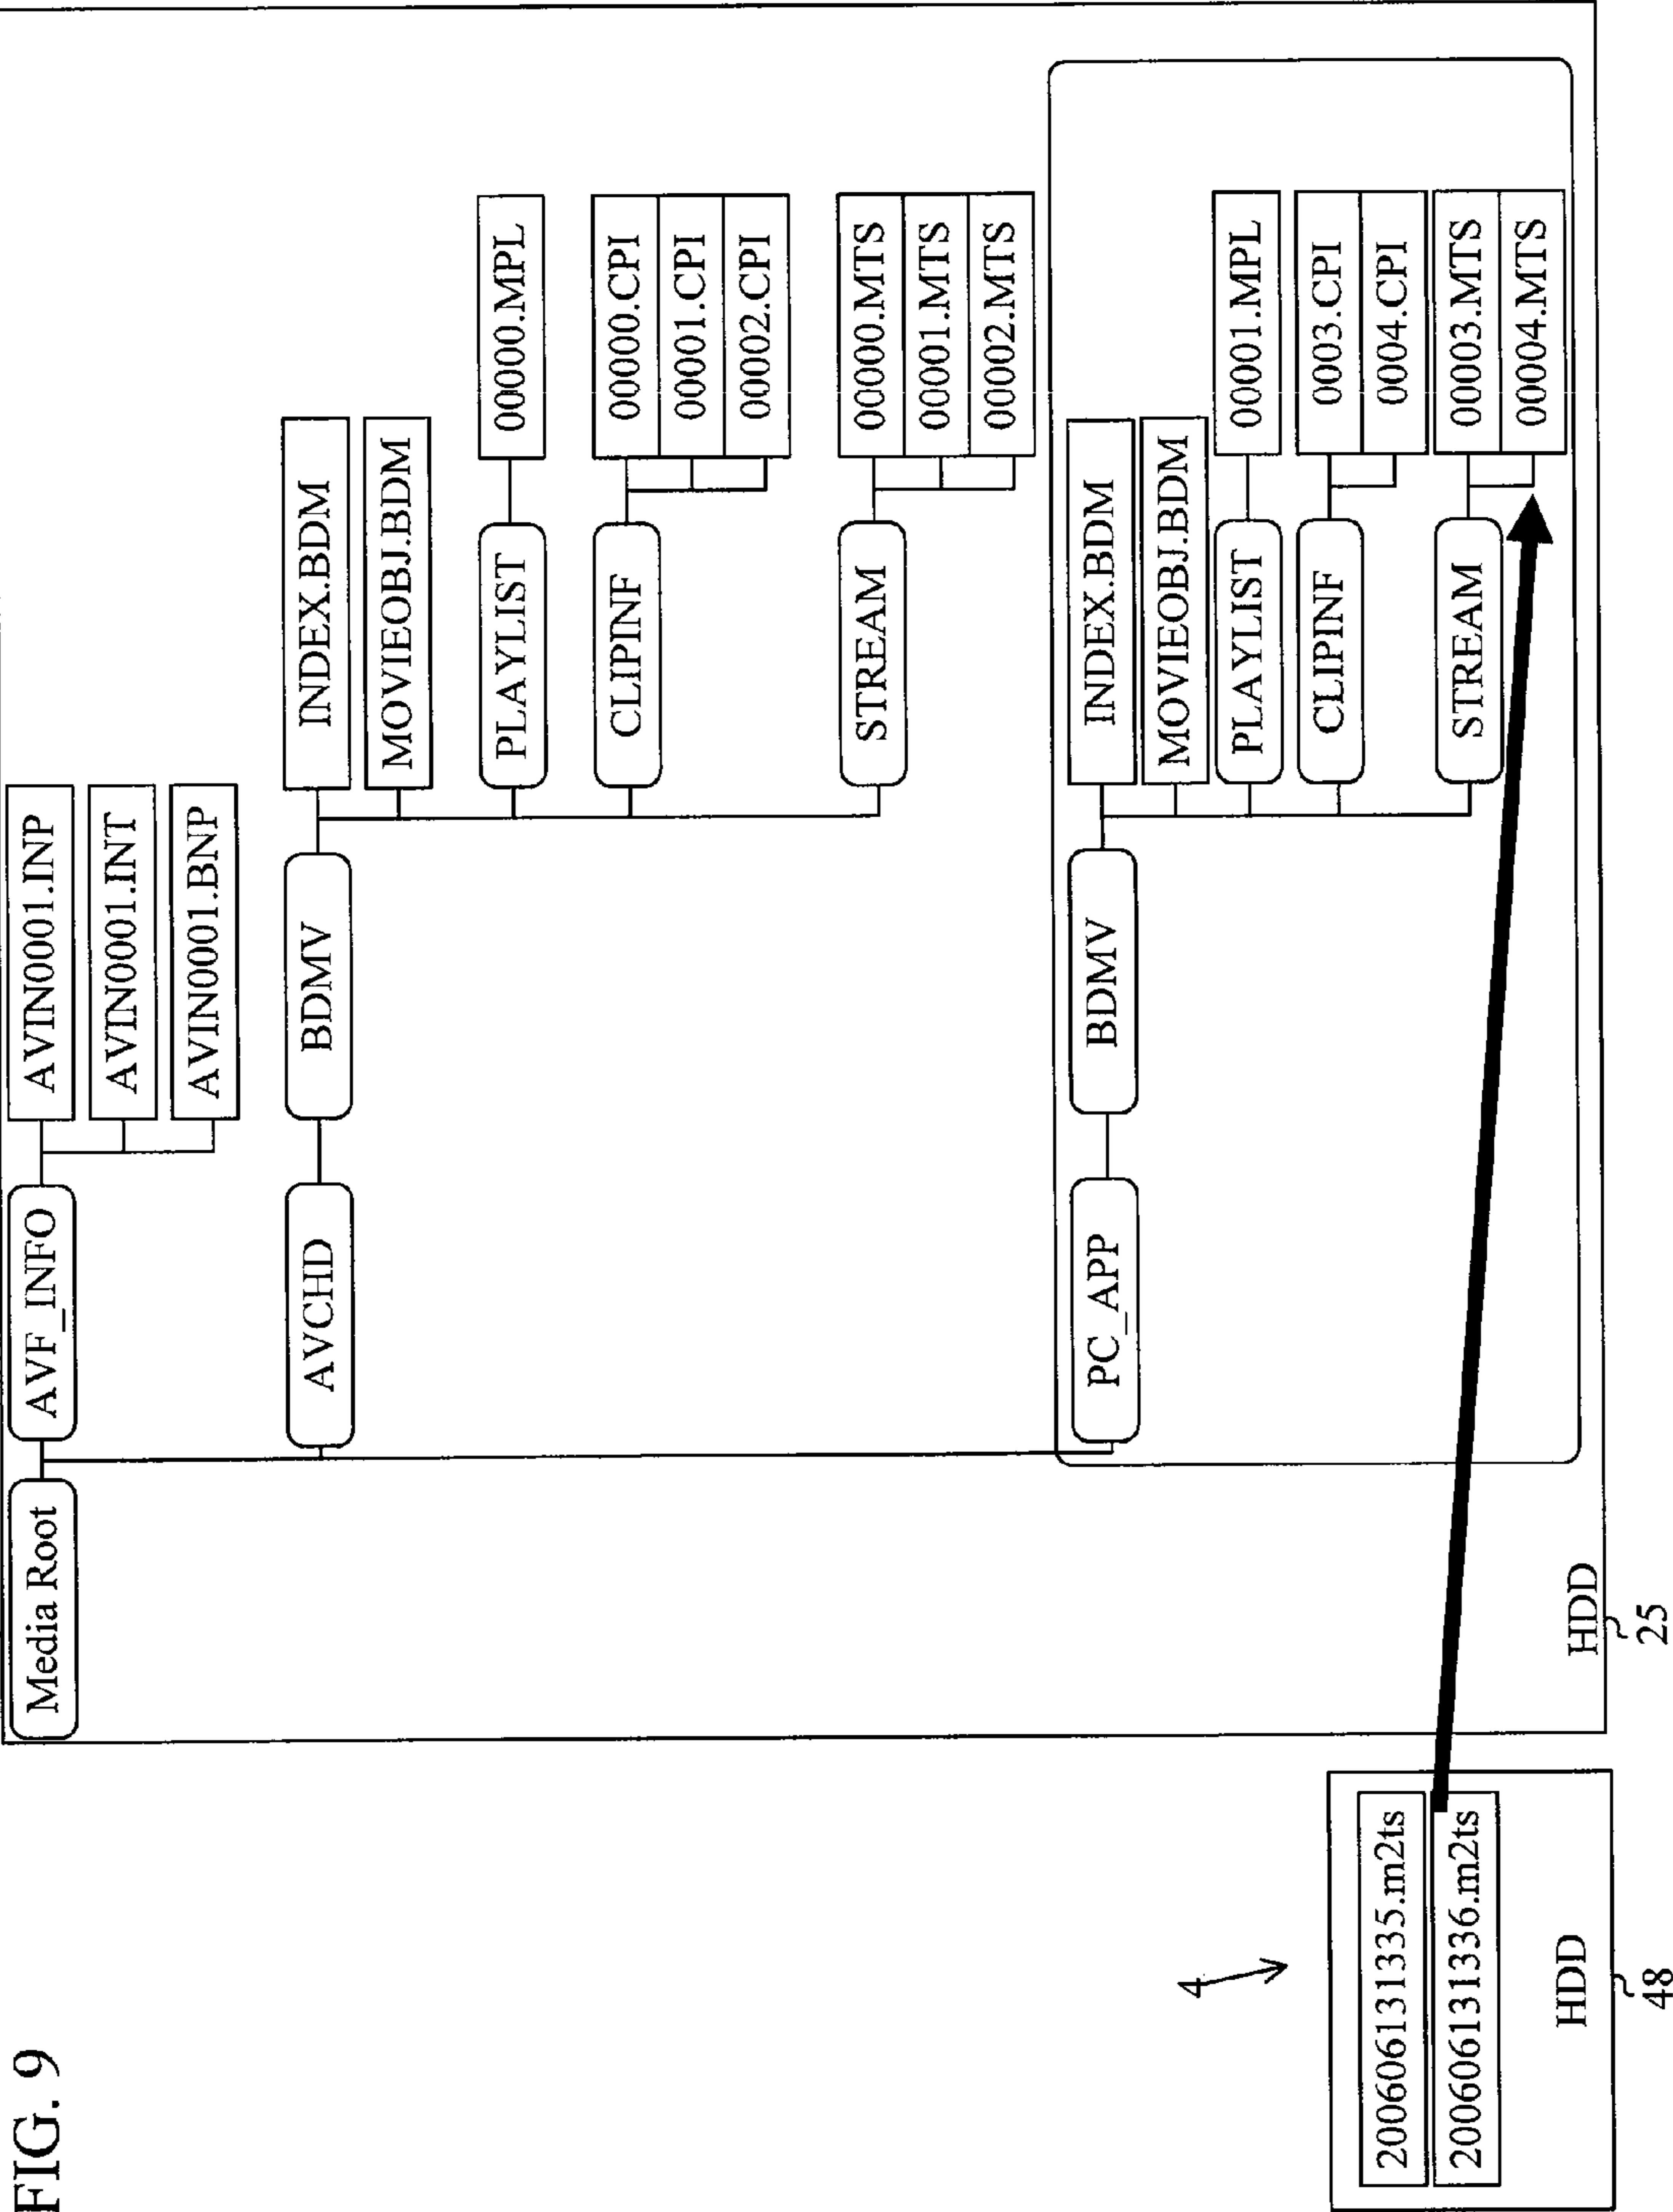 FIG. 9
Media Root
AVF_INFO
AVIN0001.INP
AVIN0001.INT
AVIN0001.BNP
AVCHD
BDMV
INDEX.BDM
MOVIEOBJ.BDM
PLAYLIST
00000.MPL
CLIPINF
00000.CPI
00001.CPI
00002.CPI
STREAM
00000.MTS
00001.MTS
00002.MTS
PC_APP
BDMV
INDEX.BDM
MOVIEOBJ.BDM
PLAYLIST
00001.MPL
CLIPINF
0003.CPI
0004.CPI
STREAM
00003.MTS
00004.MTS
HDD
25
4
200606131335.m2ts
200606131336.m2ts
HDD
48